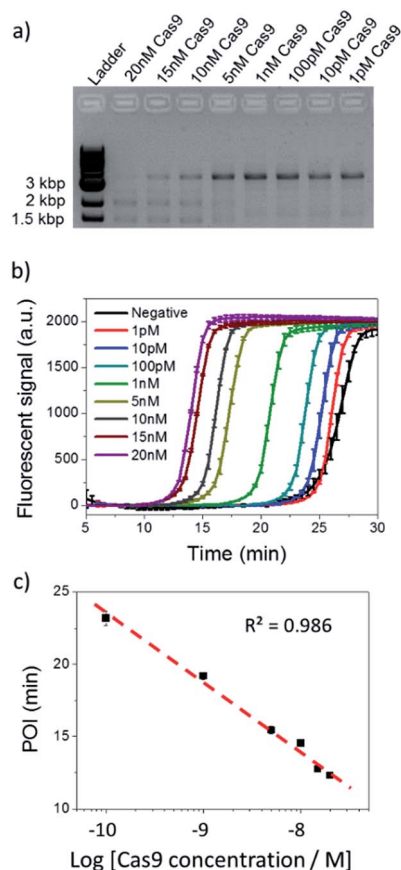 a)
Ladder
20nM Cas9
15nM Cas9
10nM Cas9
5nM Cas9
1nM Cas9
100pM Cas9
10pM Cas9
1pM Cas9
3 kbp
2 kbp
1.5 kbp
b)
Fluorescent signal (a.u.)
2000
1500
1000
500
0
Negative
1pM
10pM
100pM
1nM
5nM
10nM
15nM
20nM
5 10 15 20 25 30
Time (min)
c)
POI (min)
25
20
15
10
R² = 0.986
-10 -9 -8
Log [Cas9 concentration / M]